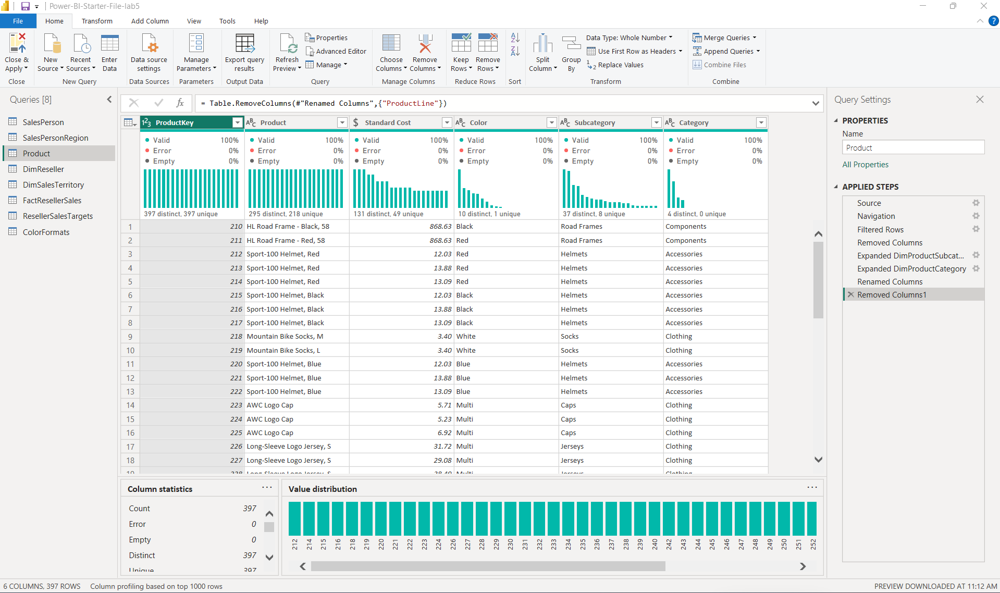 Power-BI-Starter-File-lab5
File Home Transform Add Column View Tools Help
Close & Apply
Close
New Source
Recent Sources
Enter Data
New Query
Data source settings
Data Sources
Manage Parameters
Parameters
Export query results
Output Data
Refresh Preview
Properties
Advanced Editor
Manage
Query
Choose Columns
Remove Columns
Manage Columns
Keep Rows
Remove Rows
Reduce Rows
Sort
Split Column
Group By
Data Type: Whole Number
Use First Row as Headers
Replace Values
Transform
Merge Queries
Append Queries
Combine Files
Combine
Queries [8]
SalesPerson
SalesPersonRegion
Product
DimReseller
DimSalesTerritory
FactResellerSales
ResellerSalesTargets
ColorFormats
fx = Table.RemoveColumns(#"Renamed Columns",{"ProductLine"})
ProductKey Product Standard Cost Color Subcategory Category
Valid 100% Valid 100% Valid 100% Valid 100% Valid 100% Valid 100%
Error 0% Error 0% Error 0% Error 0% Error 0% Error 0%
Empty 0% Empty 0% Empty 0% Empty 0% Empty 0% Empty 0%
397 distinct, 397 unique 295 distinct, 218 unique 131 distinct, 49 unique 10 distinct, 1 unique 37 distinct, 8 unique 4 distinct, 0 unique
1 210 HL Road Frame - Black, 58 868.63 Black Road Frames Components
2 211 HL Road Frame - Red, 58 868.63 Red Road Frames Components
3 212 Sport-100 Helmet, Red 12.03 Red Helmets Accessories
4 213 Sport-100 Helmet, Red 13.88 Red Helmets Accessories
5 214 Sport-100 Helmet, Red 13.09 Red Helmets Accessories
6 215 Sport-100 Helmet, Black 12.03 Black Helmets Accessories
7 216 Sport-100 Helmet, Black 13.88 Black Helmets Accessories
8 217 Sport-100 Helmet, Black 13.09 Black Helmets Accessories
9 218 Mountain Bike Socks, M 3.40 White Socks Clothing
10 219 Mountain Bike Socks, L 3.40 White Socks Clothing
11 220 Sport-100 Helmet, Blue 12.03 Blue Helmets Accessories
12 221 Sport-100 Helmet, Blue 13.88 Blue Helmets Accessories
13 222 Sport-100 Helmet, Blue 13.09 Blue Helmets Accessories
14 223 AWC Logo Cap 5.71 Multi Caps Clothing
15 224 AWC Logo Cap 5.23 Multi Caps Clothing
16 225 AWC Logo Cap 6.92 Multi Caps Clothing
17 226 Long-Sleeve Logo Jersey, S 31.72 Multi Jerseys Clothing
18 227 Long-Sleeve Logo Jersey, S 29.08 Multi Jerseys Clothing
Column statistics
Count 397
Error 0
Empty 0
Distinct 397
Unique 397
Value distribution
212 214 215 216 218 219 220 221 222 223 224 226 227 228 229 230 231 232 233 234 235 236 237 238 239 240 242 243 244 245 246 247 248 249 250 251 252
Query Settings
PROPERTIES
Name
Product
All Properties
APPLIED STEPS
Source
Navigation
Filtered Rows
Removed Columns
Expanded DimProductSubcat...
Expanded DimProductCategory
Renamed Columns
Removed Columns1
6 COLUMNS, 397 ROWS Column profiling based on top 1000 rows
PREVIEW DOWNLOADED AT 11:12 AM